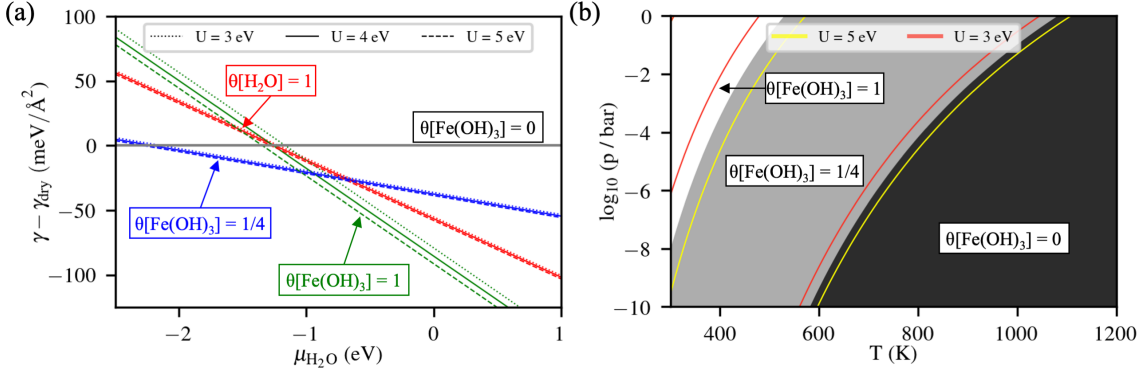 (a)
100
50
0
−50
−100
γ − γdry (meV/Å²)
U = 3 eV
U = 4 eV
U = 5 eV
θ[H₂O] = 1
θ[Fe(OH)₃] = 0
θ[Fe(OH)₃] = 1/4
θ[Fe(OH)₃] = 1
−2
−1
0
1
μH₂O (eV)
(b)
0
−2
−4
−6
−8
−10
log₁₀ (p / bar)
U = 5 eV
U = 3 eV
θ[Fe(OH)₃] = 1
θ[Fe(OH)₃] = 1/4
θ[Fe(OH)₃] = 0
400
600
800
1000
1200
T (K)